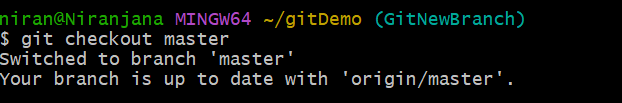 niran@Niranjana MINGW64 ~/gitDemo (GitNewBranch)
$ git checkout master
Switched to branch 'master'
Your branch is up to date with 'origin/master'.